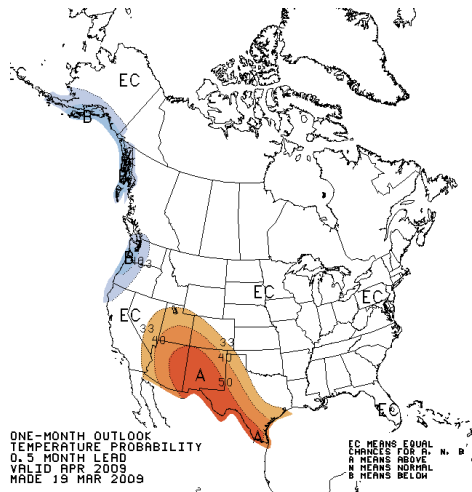 EC
EC
B
B
33
EC
EC
EC
33
40
33
40
A
50
EC
A
ONE-MONTH OUTLOOK
TEMPERATURE PROBABILITY
0.5 MONTH LEAD
VALID APR 2009
MADE 19 MAR 2009
EC MEANS EQUAL
CHANCES FOR A, N, B
A MEANS ABOVE
N MEANS NORMAL
B MEANS BELOW